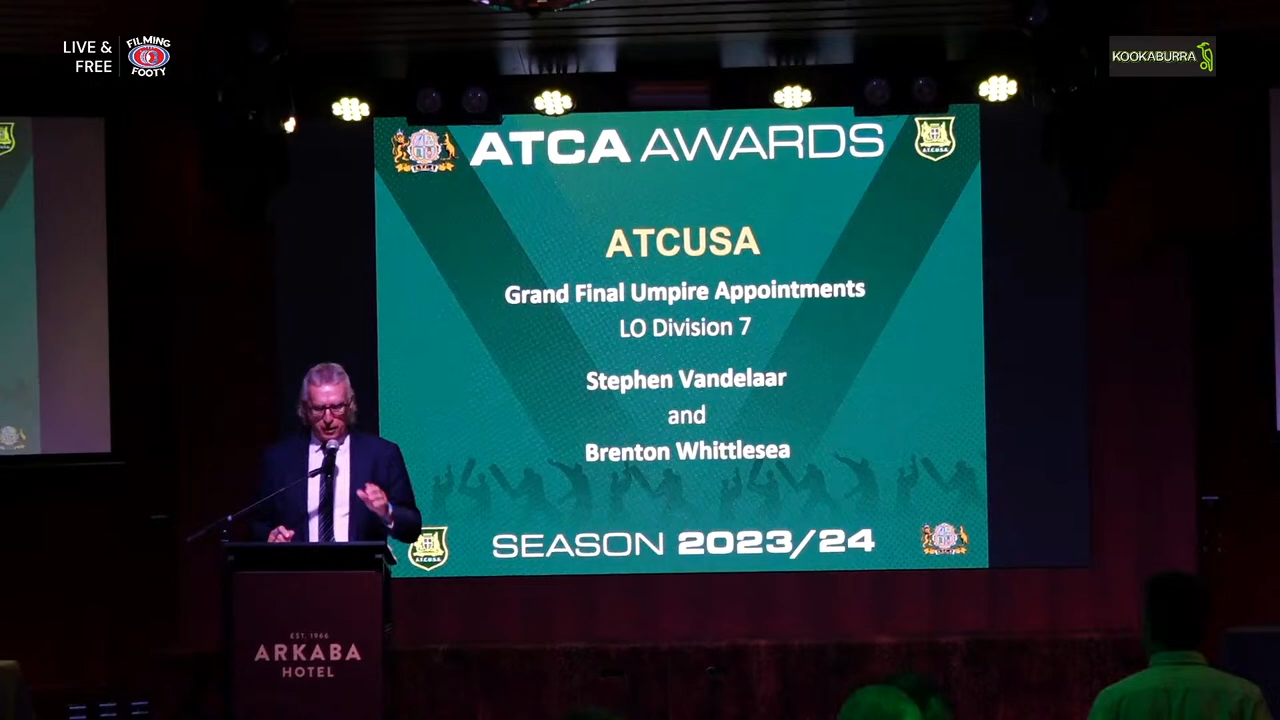 LIVE &
FREE
FILMING
FOOTY
KOOKABURRA
ATCA AWARDS
A.T.C.U.S.A.
ATCUSA
Grand Final Umpire Appointments
LO Division 7
Stephen Vandelaar
and
Brenton Whittlesea
A.T.C.U.S.A.
SEASON 2023/24
EST. 1966
ARKABA
HOTEL